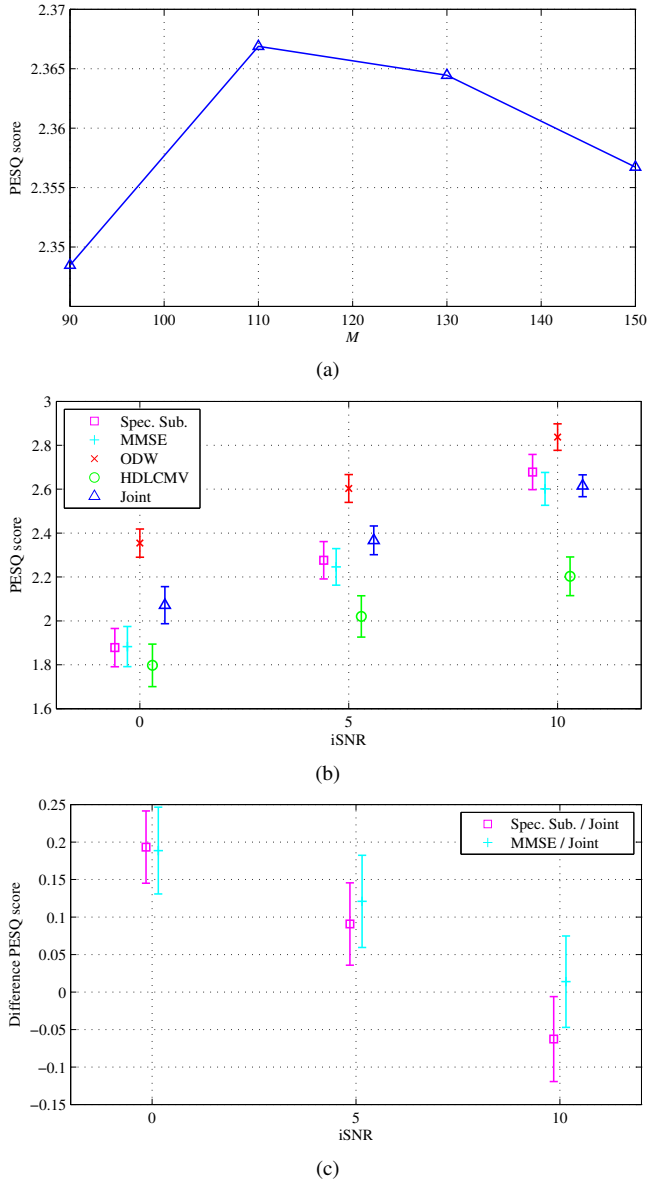 2.37
2.365
2.36
2.355
2.35
PESQ score
90 100 110 120 130 140 150
M
(a)
3
2.8
2.6
2.4
2.2
2
1.8
1.6
PESQ score
Spec. Sub.
MMSE
ODW
HDLCMV
Joint
0 5 10
iSNR
(b)
0.25
0.2
0.15
0.1
0.05
0
−0.05
−0.1
−0.15
Difference PESQ score
Spec. Sub. / Joint
MMSE / Joint
0 5 10
iSNR
(c)